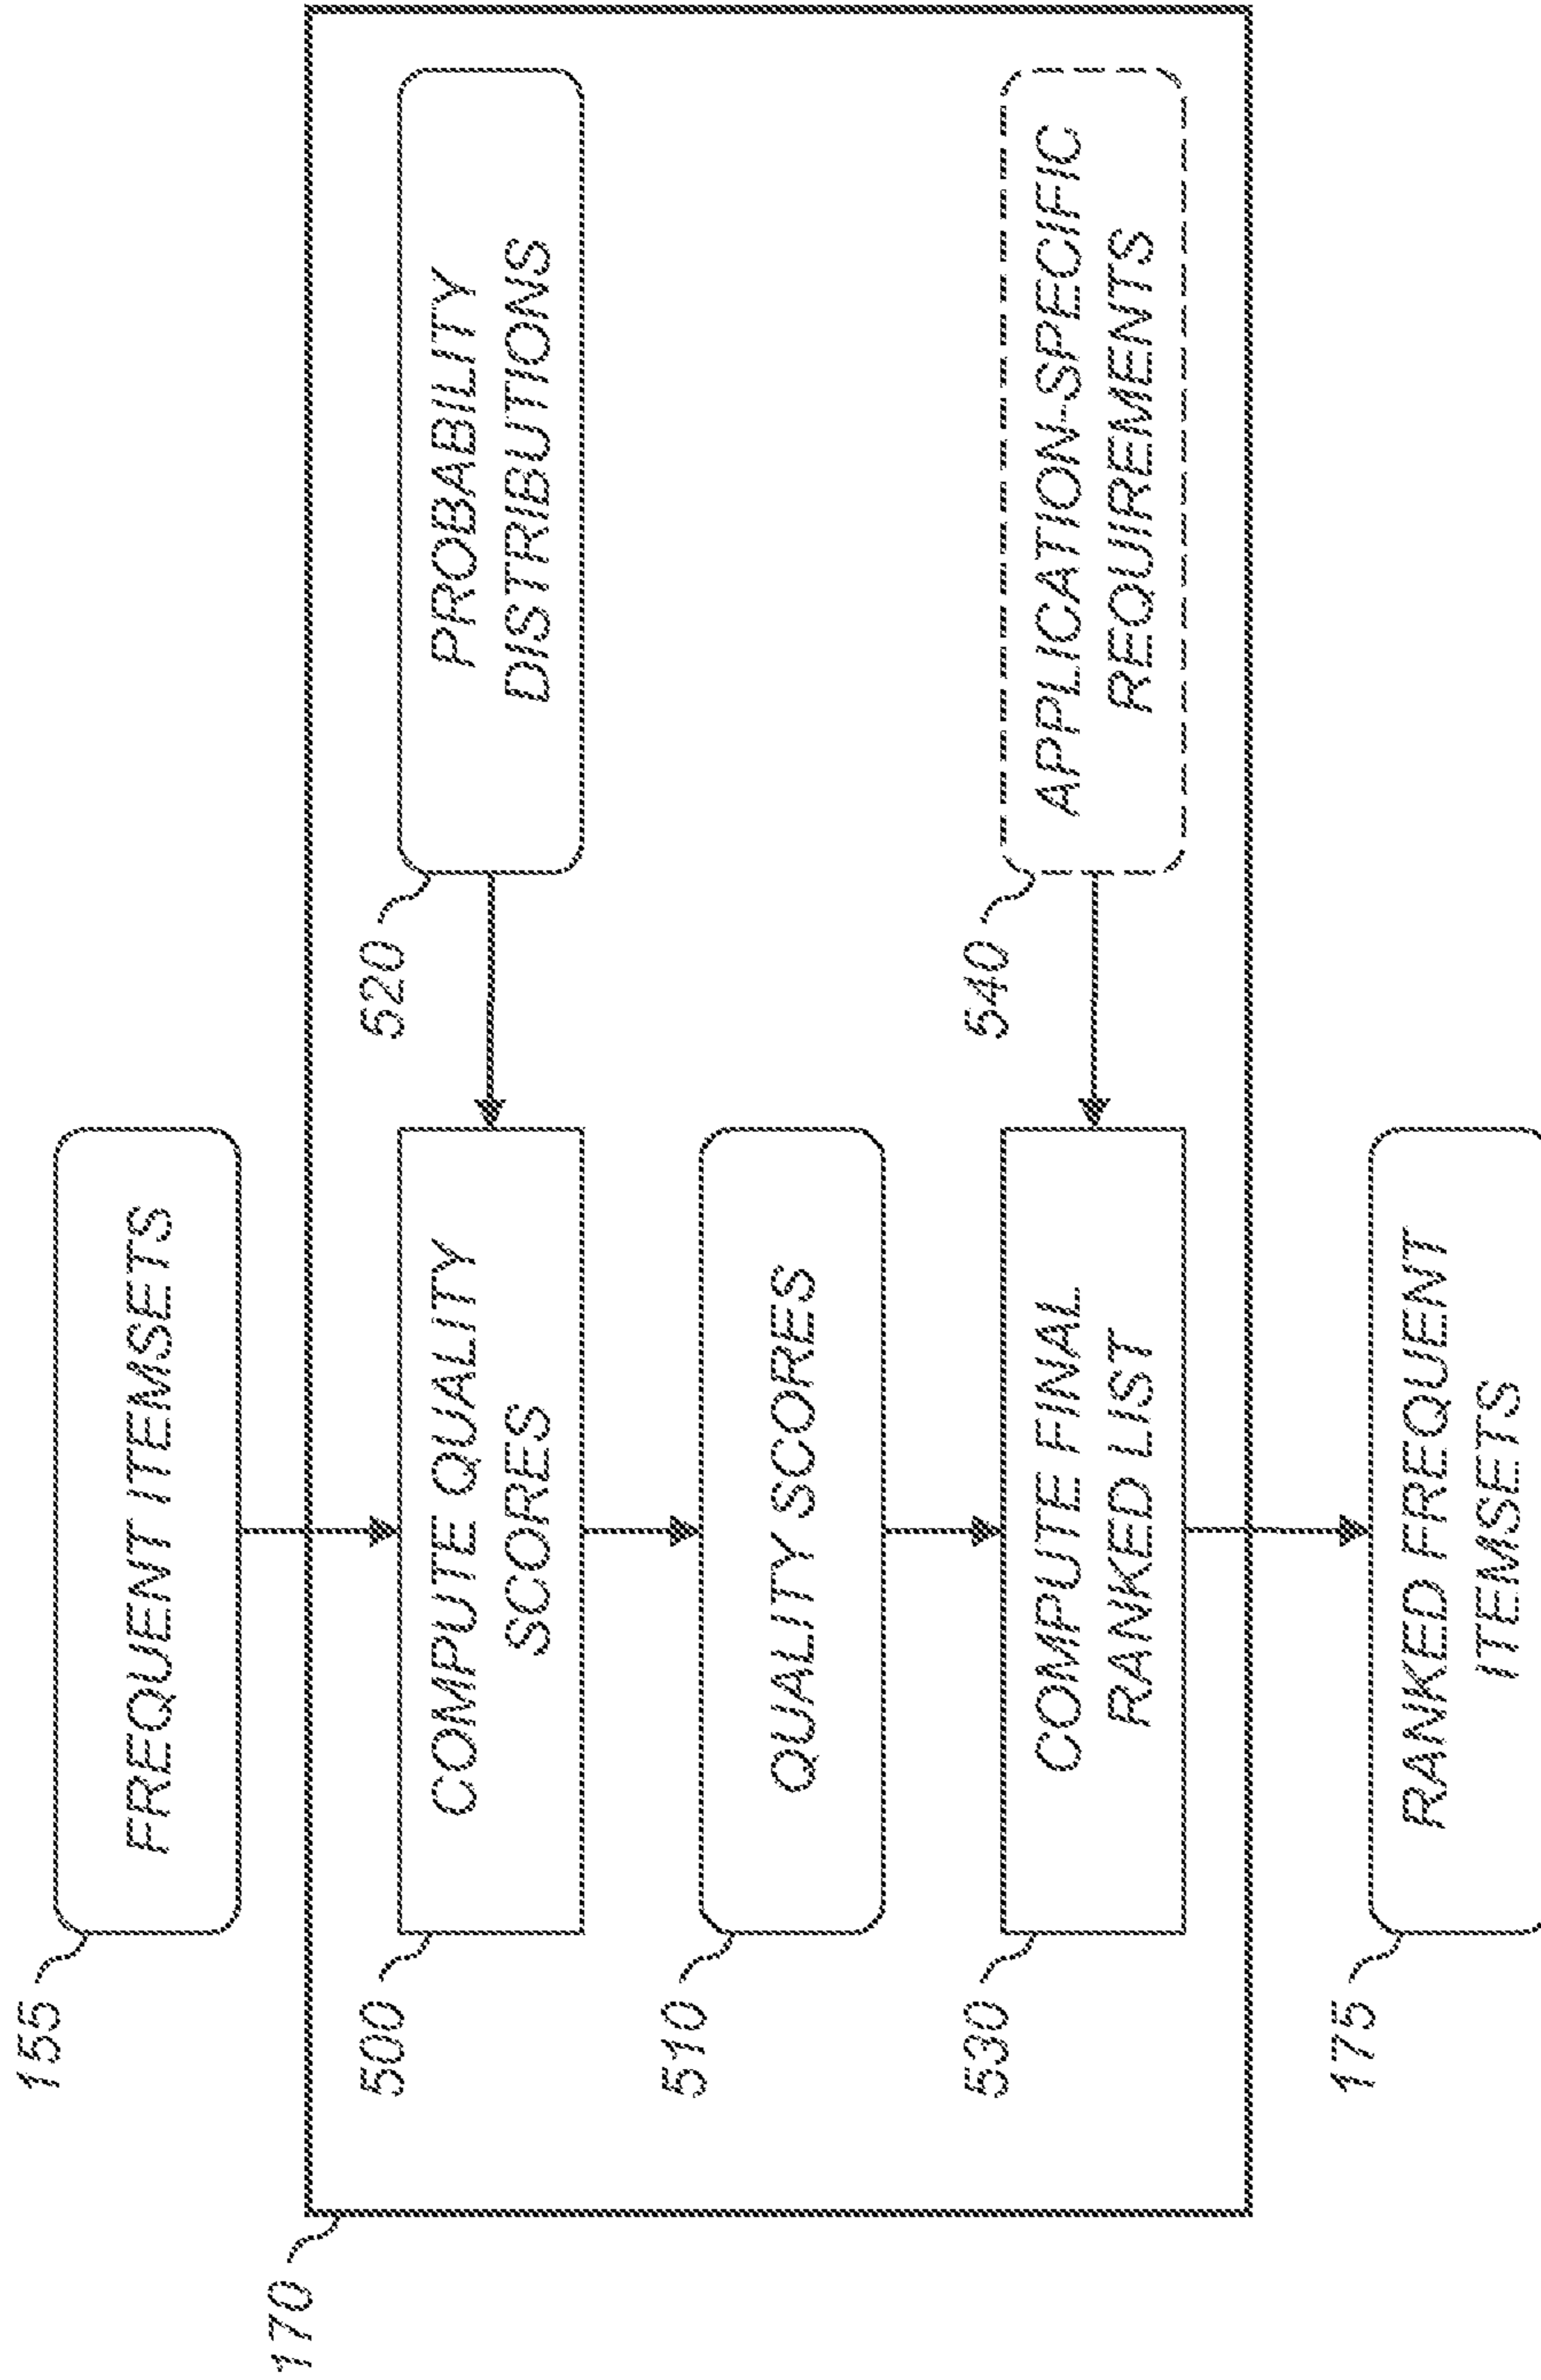 155
FREQUENT ITEMSETS
170
500
COMPUTE QUALITY
SCORES
520
PROBABILITY
DISTRIBUTIONS
510
QUALITY SCORES
530
COMPUTE FINAL
RANKED LIST
540
APPLICATION-SPECIFIC
REQUIREMENTS
175
RANKED FREQUENT
ITEMSETS